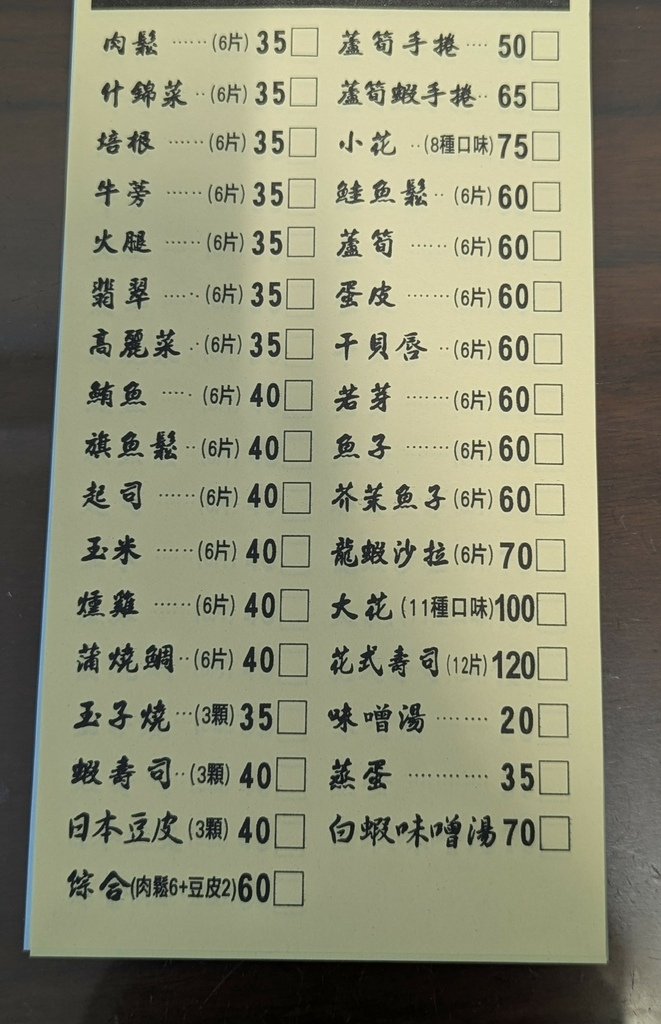 肉鬆 ······ (6片) 35
什錦菜 ·· (6片) 35
培根 ······ (6片) 35
牛蒡 ······ (6片) 35
火腿 ······ (6片) 35
翡翠 ······ (6片) 35
高麗菜 ·· (6片) 35
鮪魚 ····· (6片) 40
旗魚鬆 ·· (6片) 40
起司 ······ (6片) 40
玉米 ······ (6片) 40
燻雞 ······ (6片) 40
蒲燒鯛 ·· (6片) 40
玉子燒 ··· (3顆) 35
蝦壽司 ·· (3顆) 40
日本豆皮 (3顆) 40
綜合(肉鬆6+豆皮2) 60
蘆筍手捲 ···· 50
蘆筍蝦手捲 ·· 65
小花 ·· (8種口味) 75
鮭魚鬆 ·· (6片) 60
蘆筍 ····· (6片) 60
蛋皮 ······· (6片) 60
干貝唇 ·· (6片) 60
若芽 ······· (6片) 60
魚子 ······· (6片) 60
芥茉魚子 (6片) 60
龍蝦沙拉 (6片) 70
大花 (11種口味) 100
花式壽司 (12片) 120
味噌湯 ········ 20
蒸蛋 ············ 35
白蝦味噌湯 70